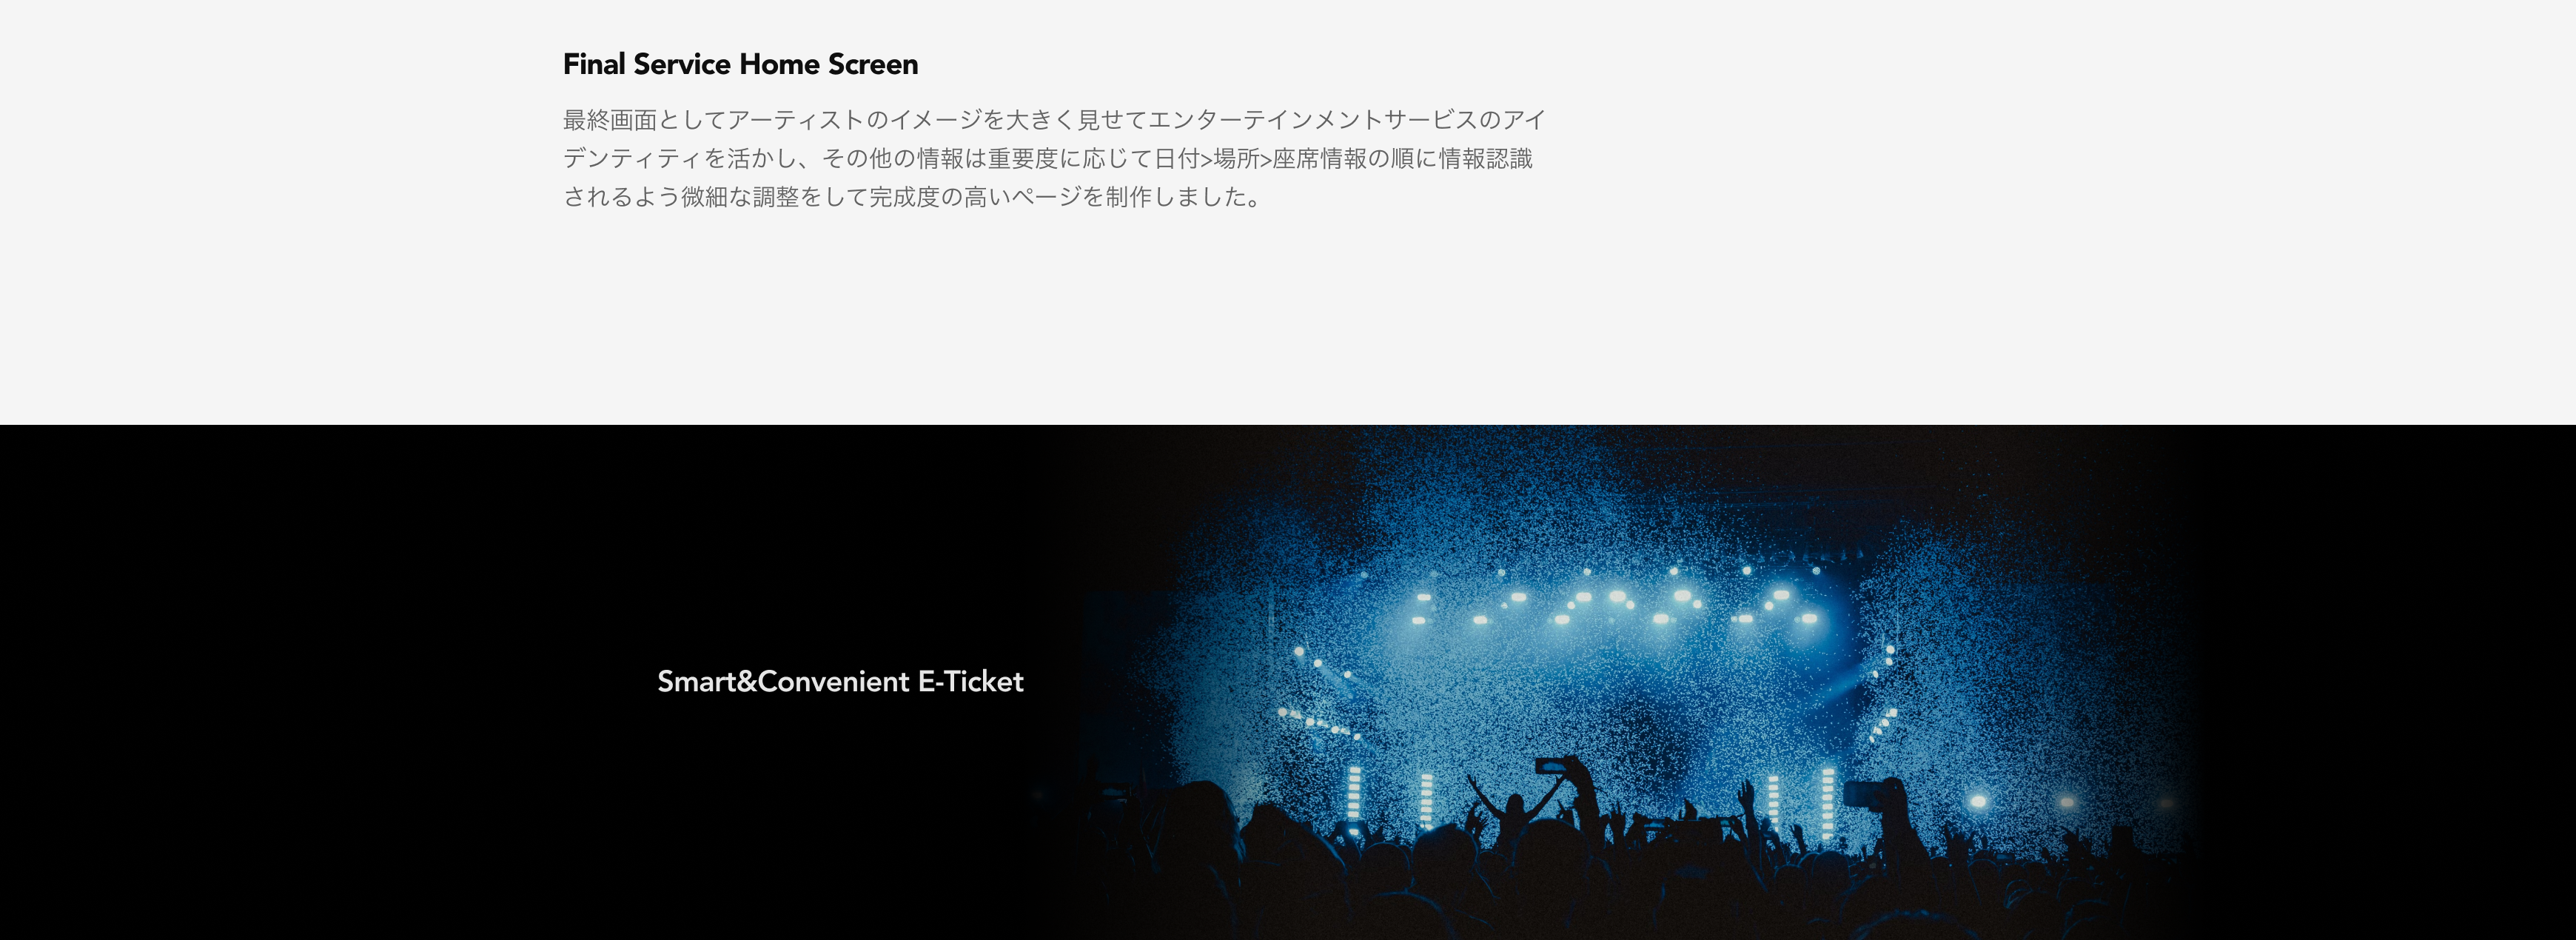 Final Service Home Screen
最終画面としてアーティストのイメージを大きく見せてエンターテインメントサービスのアイ
デンティティを活かし、その他の情報は重要度に応じて日付>場所>座席情報の順に情報認識
されるよう微細な調整をして完成度の高いページを制作しました。
Smart&Convenient E-Ticket